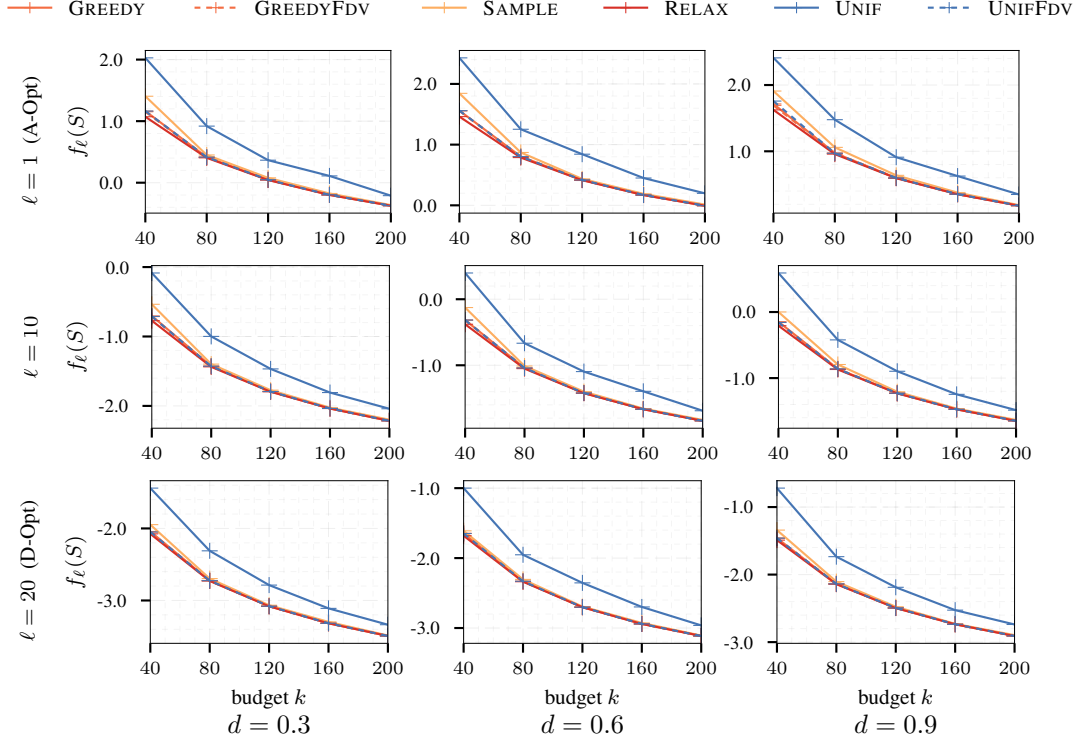 GREEDY GREEDYFDV SAMPLE RELAX UNIF UNIFFDV
ℓ = 1 (A-Opt)
f_ℓ(S)
2.0
1.0
0.0
40 80 120 160 200
2.0
1.0
0.0
40 80 120 160 200
2.0
1.0
40 80 120 160 200
ℓ = 10
f_ℓ(S)
0.0
-1.0
-2.0
40 80 120 160 200
0.0
-1.0
40 80 120 160 200
0.0
-1.0
40 80 120 160 200
ℓ = 20 (D-Opt)
f_ℓ(S)
-2.0
-3.0
40 80 120 160 200
budget k
d = 0.3
-1.0
-2.0
-3.0
40 80 120 160 200
budget k
d = 0.6
-1.0
-2.0
-3.0
40 80 120 160 200
budget k
d = 0.9